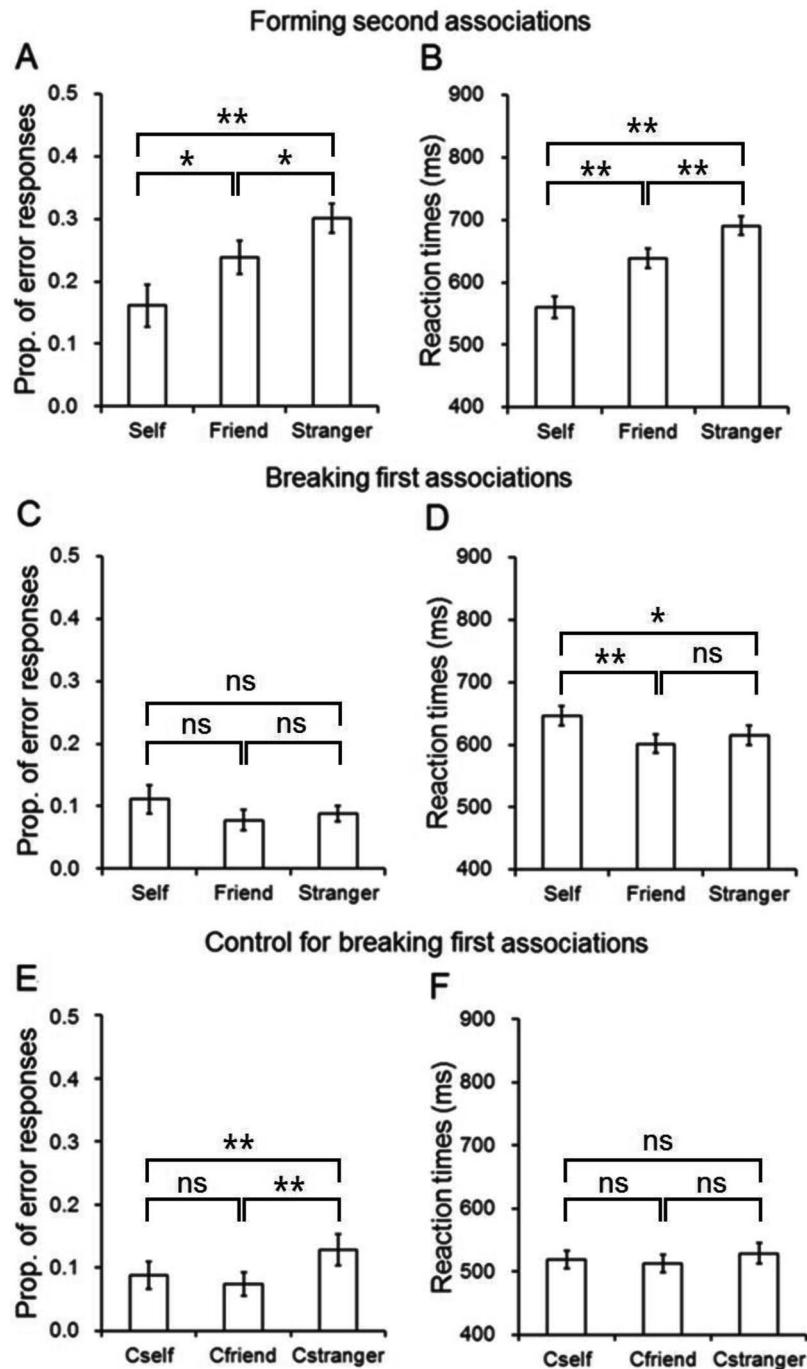 Forming second associations
A
Prop. of error responses
0.5
0.4
0.3
0.2
0.1
0.0
**
*
*
Self Friend Stranger
B
Reaction times (ms)
900
800
700
600
500
400
**
**
**
Self Friend Stranger
Breaking first associations
C
Prop. of error responses
0.5
0.4
0.3
0.2
0.1
0.0
ns
ns
ns
Self Friend Stranger
D
Reaction times (ms)
900
800
700
600
500
400
*
**
ns
Self Friend Stranger
Control for breaking first associations
E
Prop. of error responses
0.5
0.4
0.3
0.2
0.1
0.0
**
ns
**
Cself Cfriend Cstranger
F
Reaction times (ms)
900
800
700
600
500
400
ns
ns
ns
Cself Cfriend Cstranger